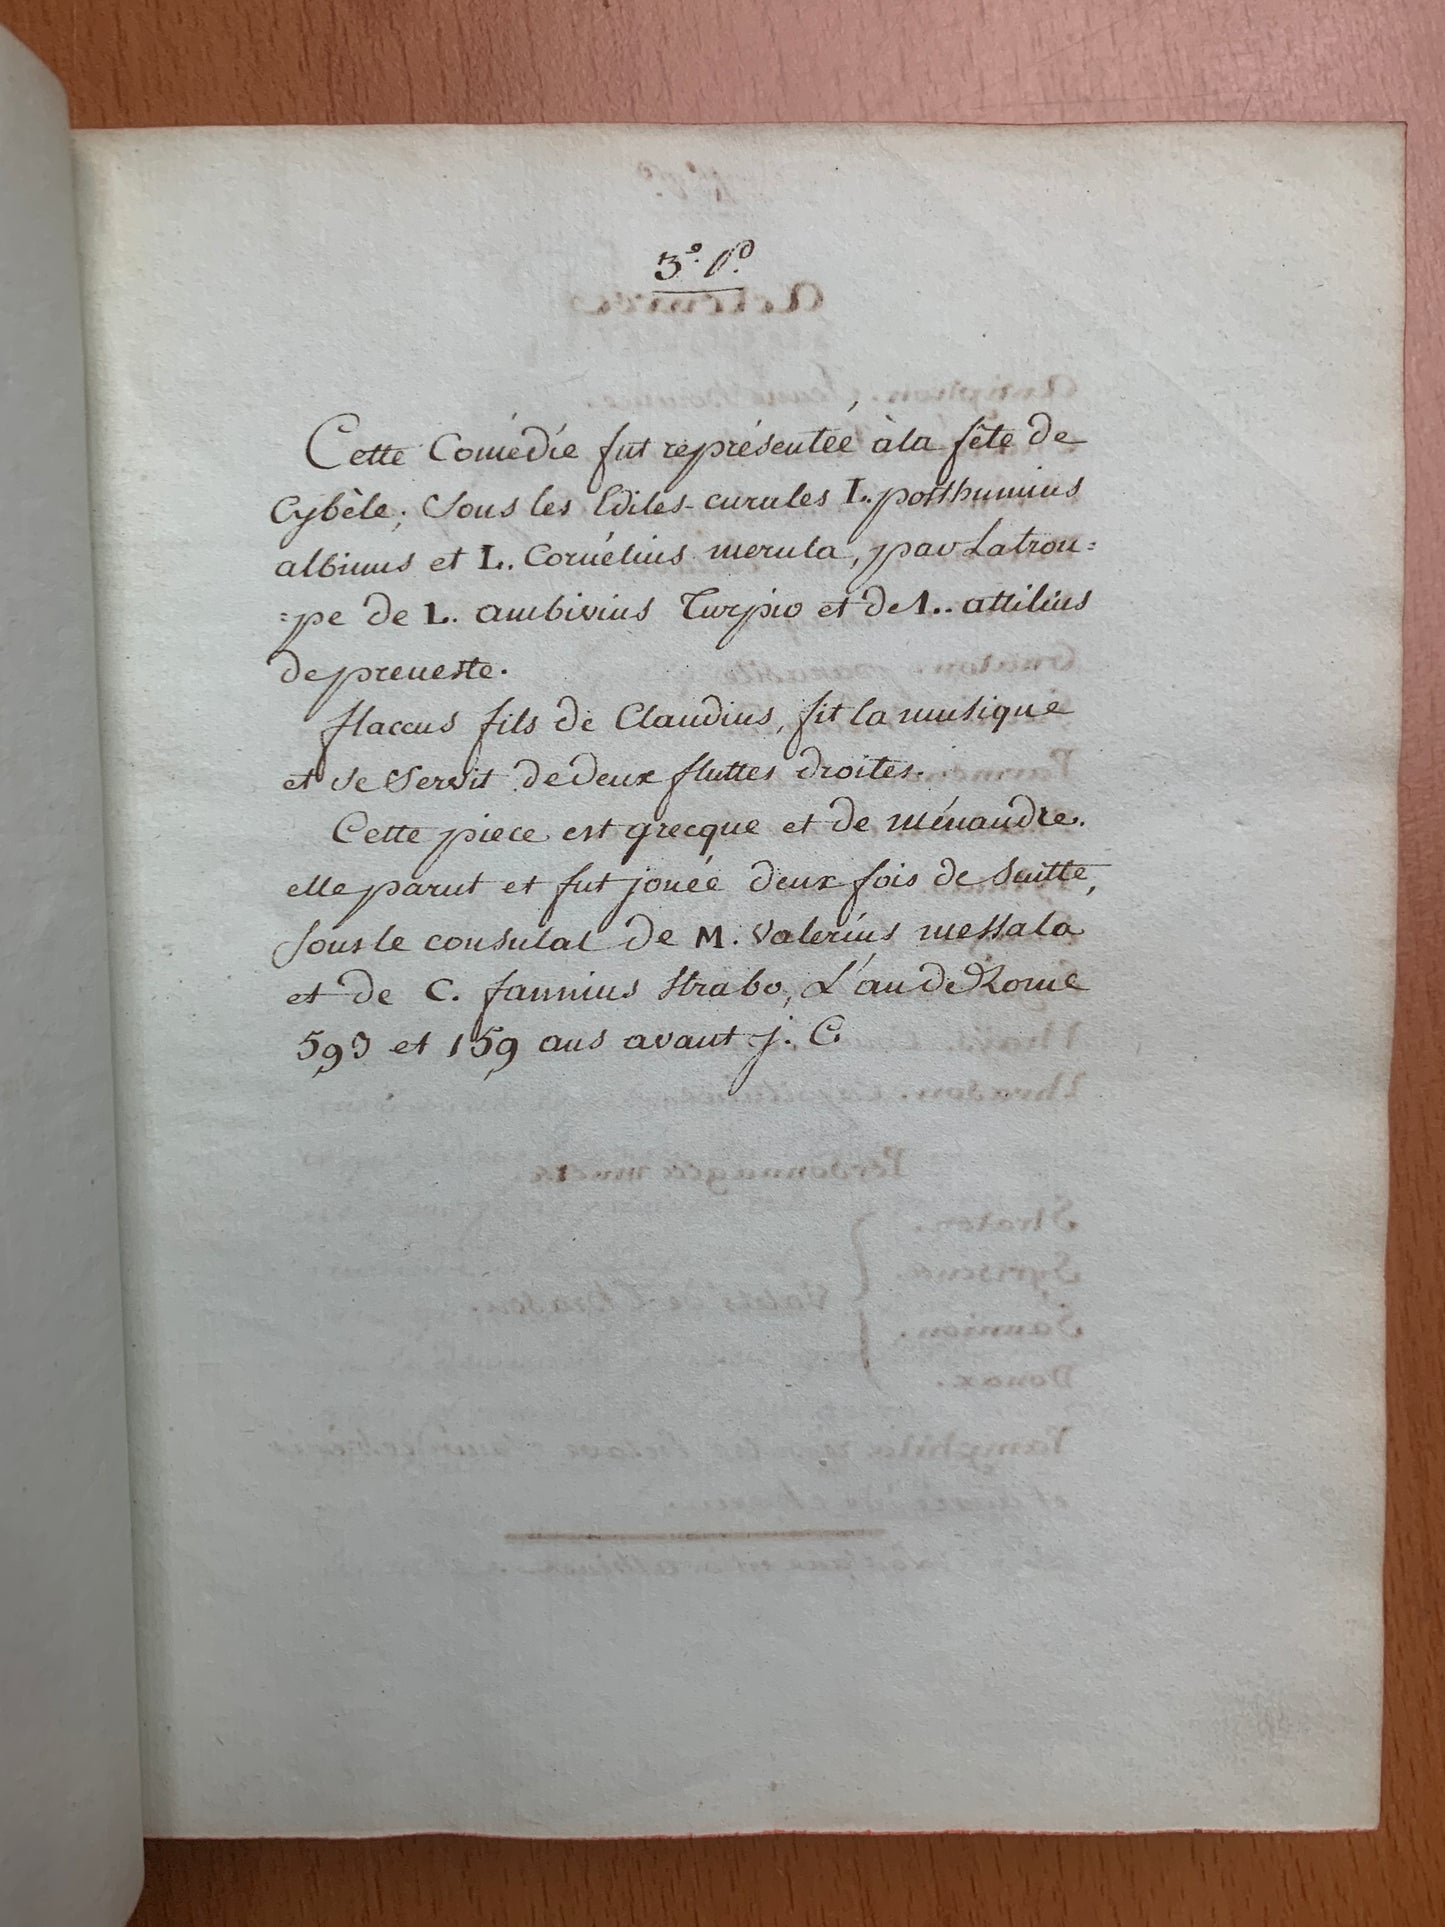 3.º p.º
Cette Comédie fut représentée à la fête de
Cybèle, Sous les Ediles-curules L. posthumius
albinus et L. Cornélius merula, par La trou=
=pe de L. ambivius Turpio et de L. attilius
de preneste.
flaccus fils de Claudius, fit la musique
et se servit de deux fluttes droites.
Cette piece est grecque et de ménandre.
elle parut et fut jouée deux fois de suitte,
sous le consulat de M. Valerius messala
et de C. fannius strabo, L'an de Rome
593 et 159 ans avant j. C.